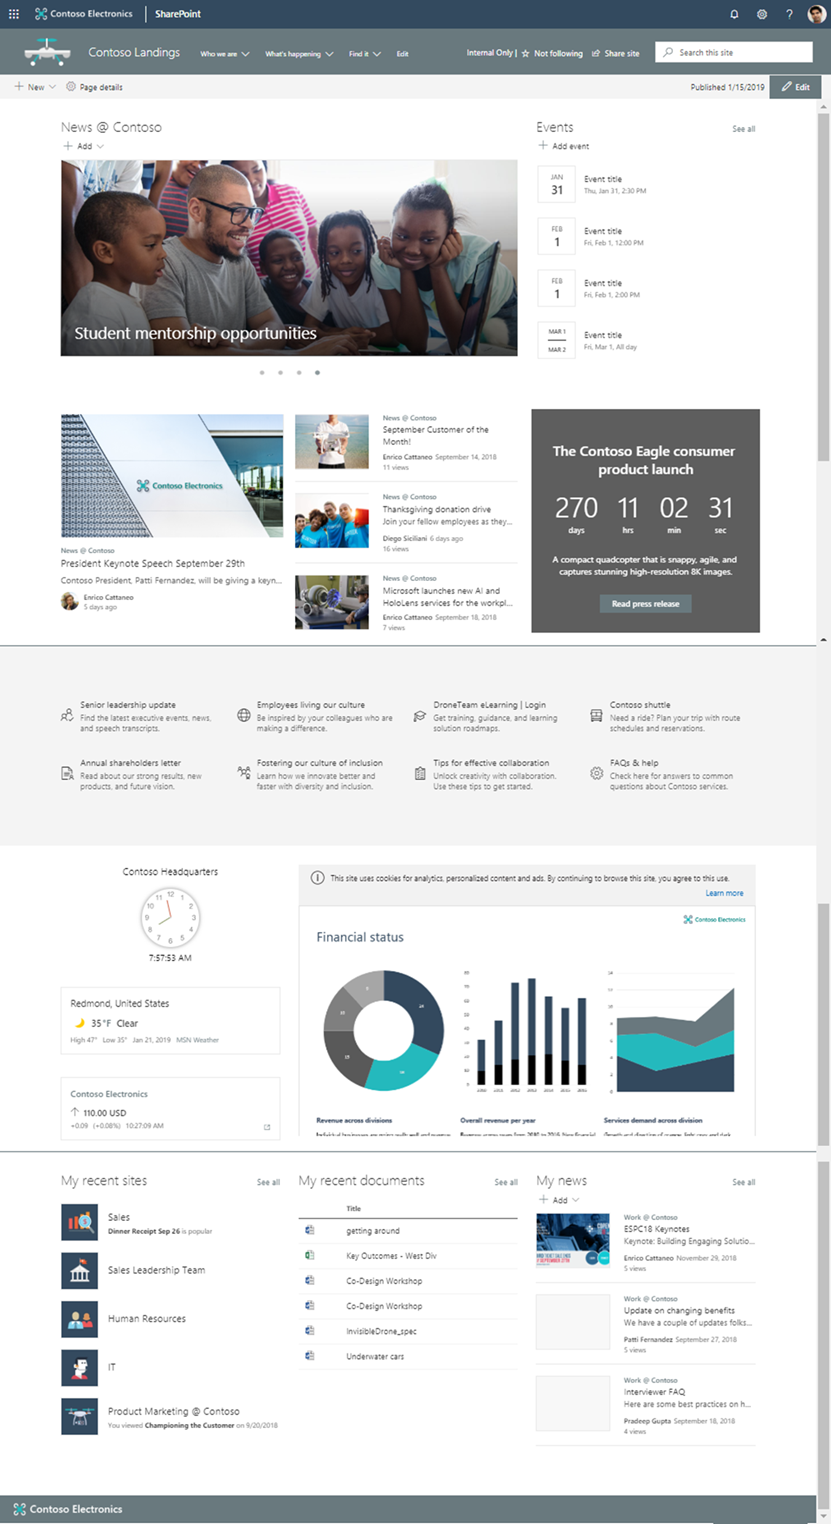 Contoso Electronics
SharePoint
Contoso Landings
Who we are
What's happening
Find it
Edit
Internal Only |
Not following
Share site
Search this site
New
Page details
Published 1/15/2019
Edit
News @ Contoso
Add
Student mentorship opportunities
Events
See all
Add event
JAN
31
Event title
Thu, Jan 31, 2:30 PM
FEB
1
Event title
Fri, Feb 1, 12:00 PM
FEB
1
Event title
Fri, Feb 1, 2:00 PM
MAR 1
MAR 2
Event title
Fri, Mar 1, All day
Contoso Electronics
News @ Contoso
President Keynote Speech September 29th
Contoso President, Patti Fernandez, will be giving a keyn...
Enrico Cattaneo
5 days ago
News @ Contoso
September Customer of the
Month!
Enrico Cattaneo September 14, 2018
11 views
News @ Contoso
Thanksgiving donation drive
Join your fellow employees as they...
Diego Siciliani 6 days ago
16 views
News @ Contoso
Microsoft launches new AI and
HoloLens services for the workpl...
Enrico Cattaneo September 18, 2018
7 views
The Contoso Eagle consumer
product launch
270 11 02 31
days hrs min sec
A compact quadcopter that is snappy, agile, and
captures stunning high-resolution 8K images.
Read press release
Senior leadership update
Find the latest executive events, news,
and speech transcripts.
Employees living our culture
Be inspired by your colleagues who are
making a difference.
DroneTeam eLearning | Login
Get training, guidance, and learning
solution roadmaps.
Contoso shuttle
Need a ride? Plan your trip with route
schedules and reservations.
Annual shareholders letter
Read about our strong results, new
products, and future vision.
Fostering our culture of inclusion
Learn how we innovate better and
faster with diversity and inclusion.
Tips for effective collaboration
Unlock creativity with collaboration.
Use these tips to get started.
FAQs & help
Check here for answers to common
questions about Contoso services.
Contoso Headquarters
12
11 1
10 2
9 3
8 4
7 5
6
7:57:53 AM
Redmond, United States
35°F Clear
High 47° Low 35° Jan 21, 2019 MSN Weather
Contoso Electronics
110.00 USD
+0.09 (+0.08%) 10:27:09 AM
This site uses cookies for analytics, personalized content and ads. By continuing to browse this site, you agree to this use.
Learn more
Contoso Electronics
Financial status
Revenue across divisions
Overall revenue per year
Services demand across division
My recent sites
See all
Sales
Dinner Receipt Sep 26 is popular
Sales Leadership Team
Human Resources
IT
Product Marketing @ Contoso
You viewed Championing the Customer on 9/20/2018
My recent documents
See all
Title
getting around
Key Outcomes - West Div
Co-Design Workshop
Co-Design Workshop
InvisibleDrone_spec
Underwater cars
My news
See all
Add
Work @ Contoso
ESPC18 Keynotes
Keynote: Building Engaging Solutio...
Enrico Cattaneo November 29, 2018
5 views
Work @ Contoso
Update on changing benefits
We have a couple of updates folks...
Patti Fernandez September 27, 2018
5 views
Work @ Contoso
Interviewer FAQ
Here are some best practices on h...
Pradeep Gupta September 18, 2018
4 views
Contoso Electronics